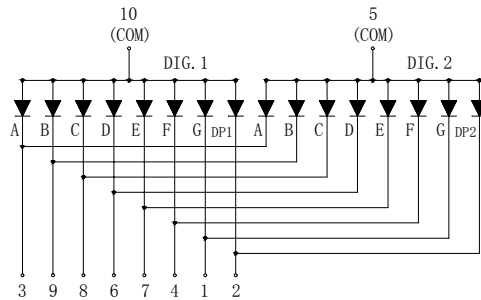 10 5
(COM) (COM)
DIG.1 DIG.2
A B C D E F G DP1 A B C D E F G DP2
3 9 8 6 7 4 1 2